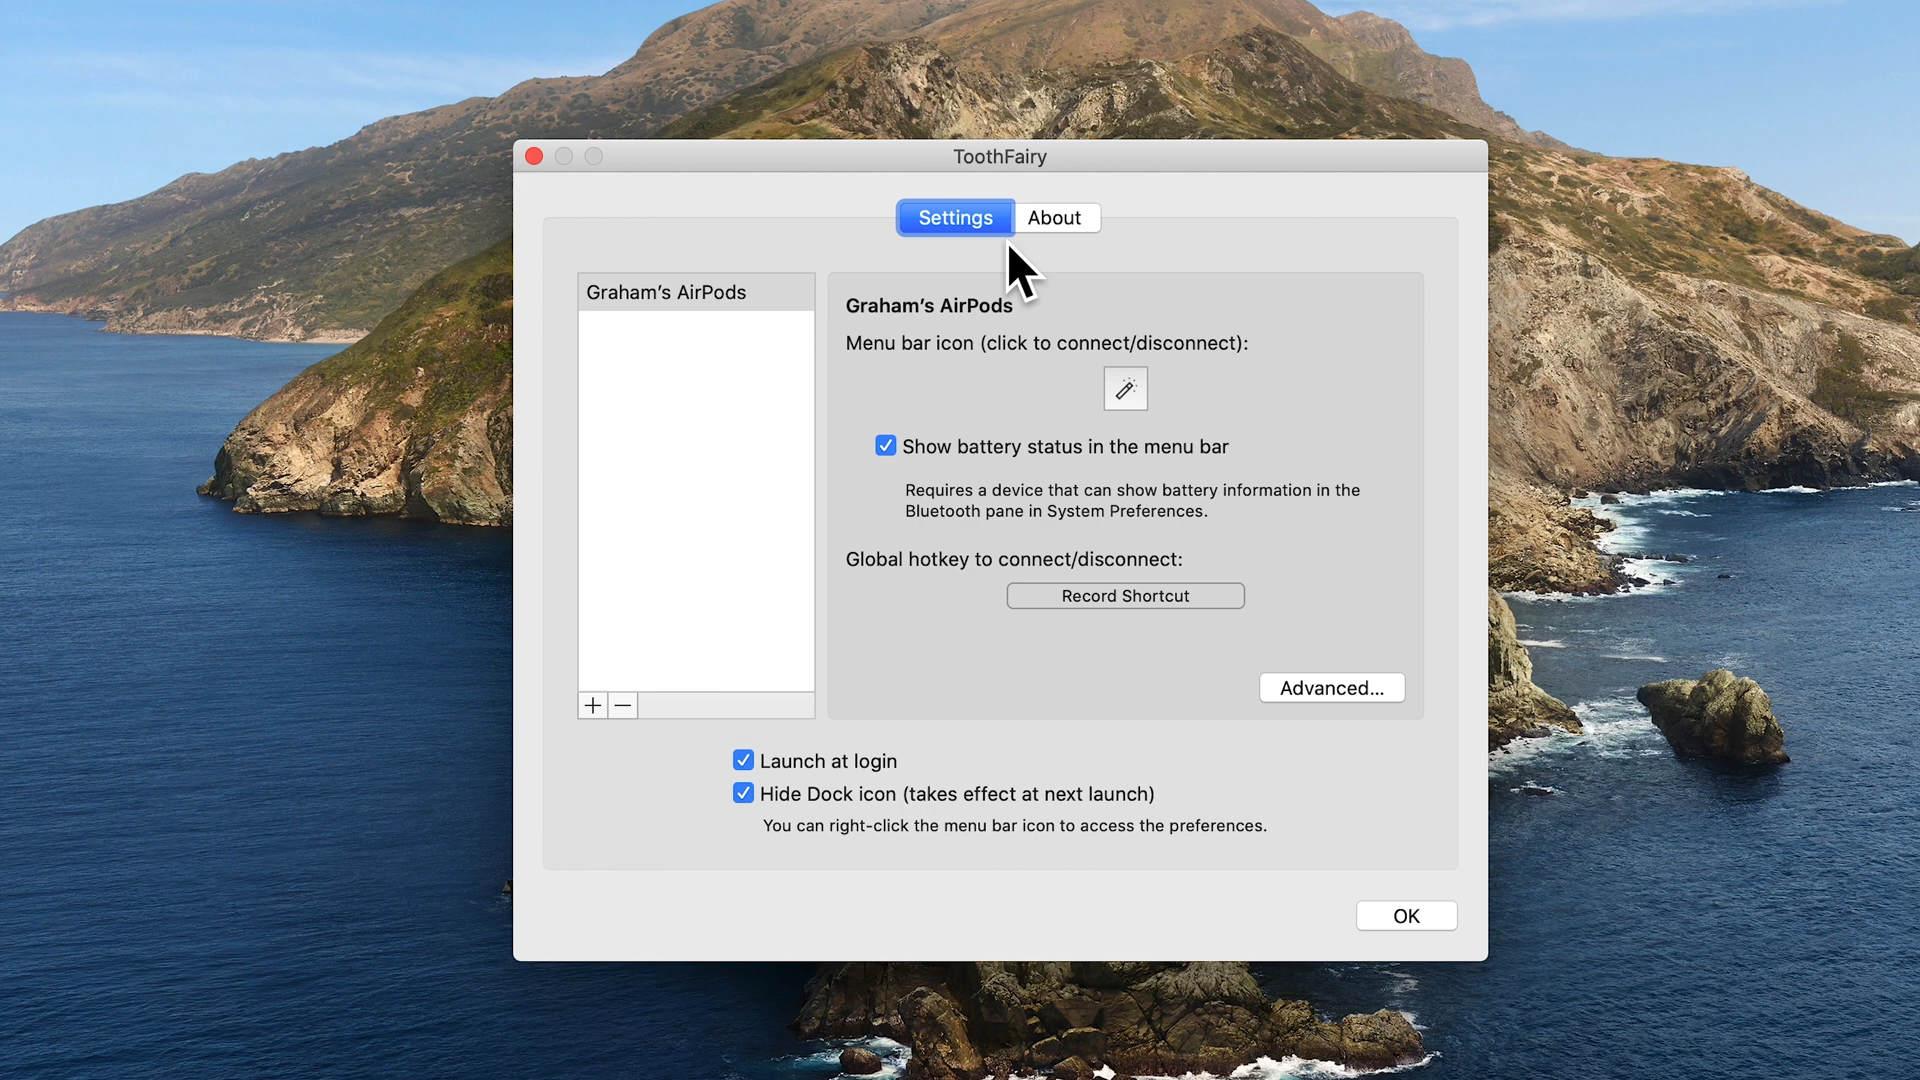 ToothFairy
Settings
About
Graham's AirPods
Graham's AirPods
Menu bar icon (click to connect/disconnect):
Show battery status in the menu bar
Requires a device that can show battery information in the
Bluetooth pane in System Preferences.
Global hotkey to connect/disconnect:
Record Shortcut
Advanced...
Launch at login
Hide Dock icon (takes effect at next launch)
You can right-click the menu bar icon to access the preferences.
OK